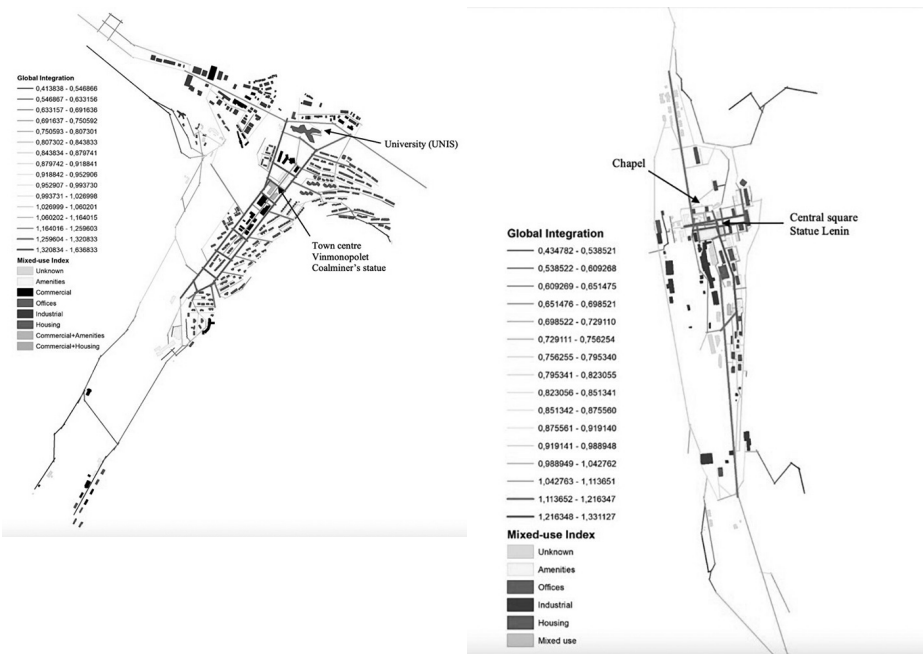 Global Integration
0,413838 - 0,546866
0,546867 - 0,633156
0,633157 - 0,691636
0,691637 - 0,750592
0,750593 - 0,807301
0,807302 - 0,843833
0,843834 - 0,879741
0,879742 - 0,918841
0,918842 - 0,952906
0,952907 - 0,993730
0,993731 - 1,026998
1,026999 - 1,060201
1,060202 - 1,164015
1,164016 - 1,259603
1,259604 - 1,320833
1,320834 - 1,636833
Mixed-use Index
Unknown
Amenities
Commercial
Offices
Industrial
Housing
Commercial+Amenities
Commercial+Housing
University (UNIS)
Town centre
Vinmonopolet
Coalminer's statue
Chapel
Central square
Statue Lenin
Global Integration
0,434782 - 0,538521
0,538522 - 0,609268
0,609269 - 0,651475
0,651476 - 0,698521
0,698522 - 0,729110
0,729111 - 0,756254
0,756255 - 0,795340
0,795341 - 0,823055
0,823056 - 0,851341
0,851342 - 0,875560
0,875561 - 0,919140
0,919141 - 0,988948
0,988949 - 1,042762
1,042763 - 1,113651
1,113652 - 1,216347
1,216348 - 1,331127
Mixed-use Index
Unknown
Amenities
Offices
Industrial
Housing
Mixed use